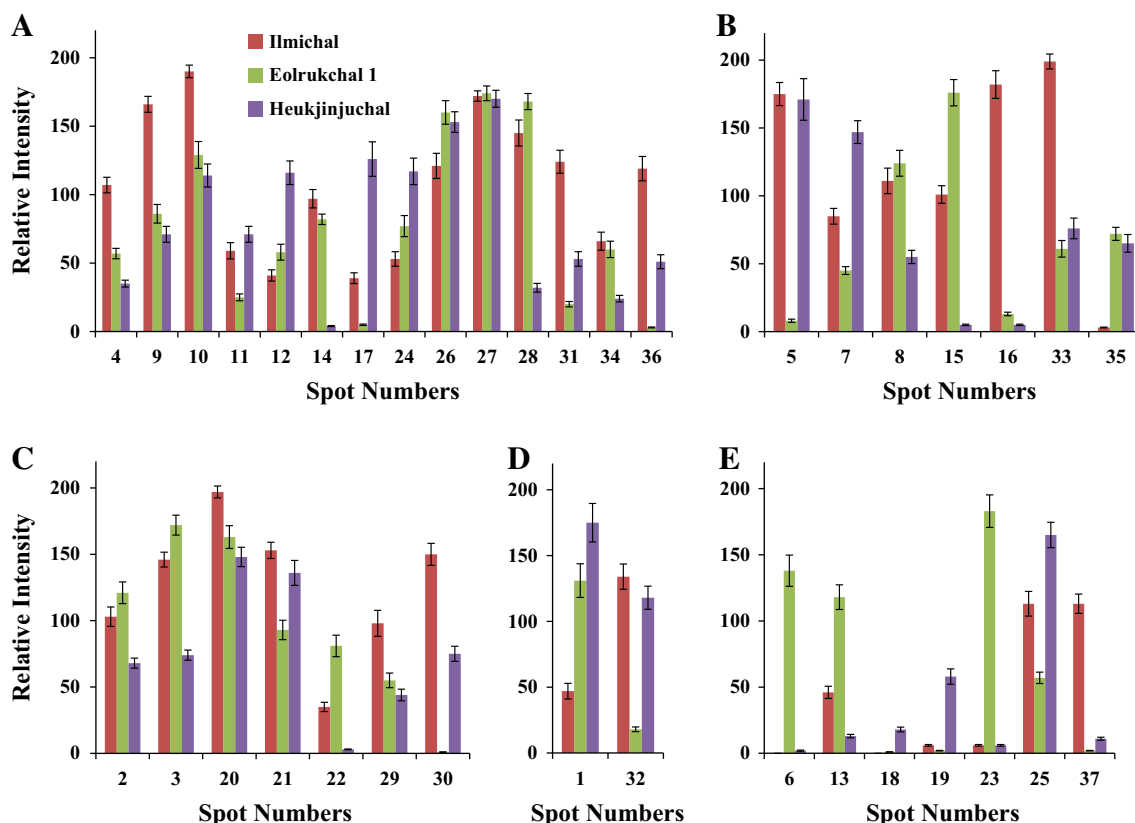 A
Ilmichal
Eolrukchal 1
Heukjinjuchal
Relative Intensity
200
150
100
50
0
4 9 10 11 12 14 17 24 26 27 28 31 34 36
Spot Numbers
B
200
150
100
50
0
5 7 8 15 16 33 35
Spot Numbers
C
Relative Intensity
200
150
100
50
0
2 3 20 21 22 29 30
Spot Numbers
D
200
150
100
50
0
1 32
Spot Numbers
E
200
150
100
50
0
6 13 18 19 23 25 37
Spot Numbers